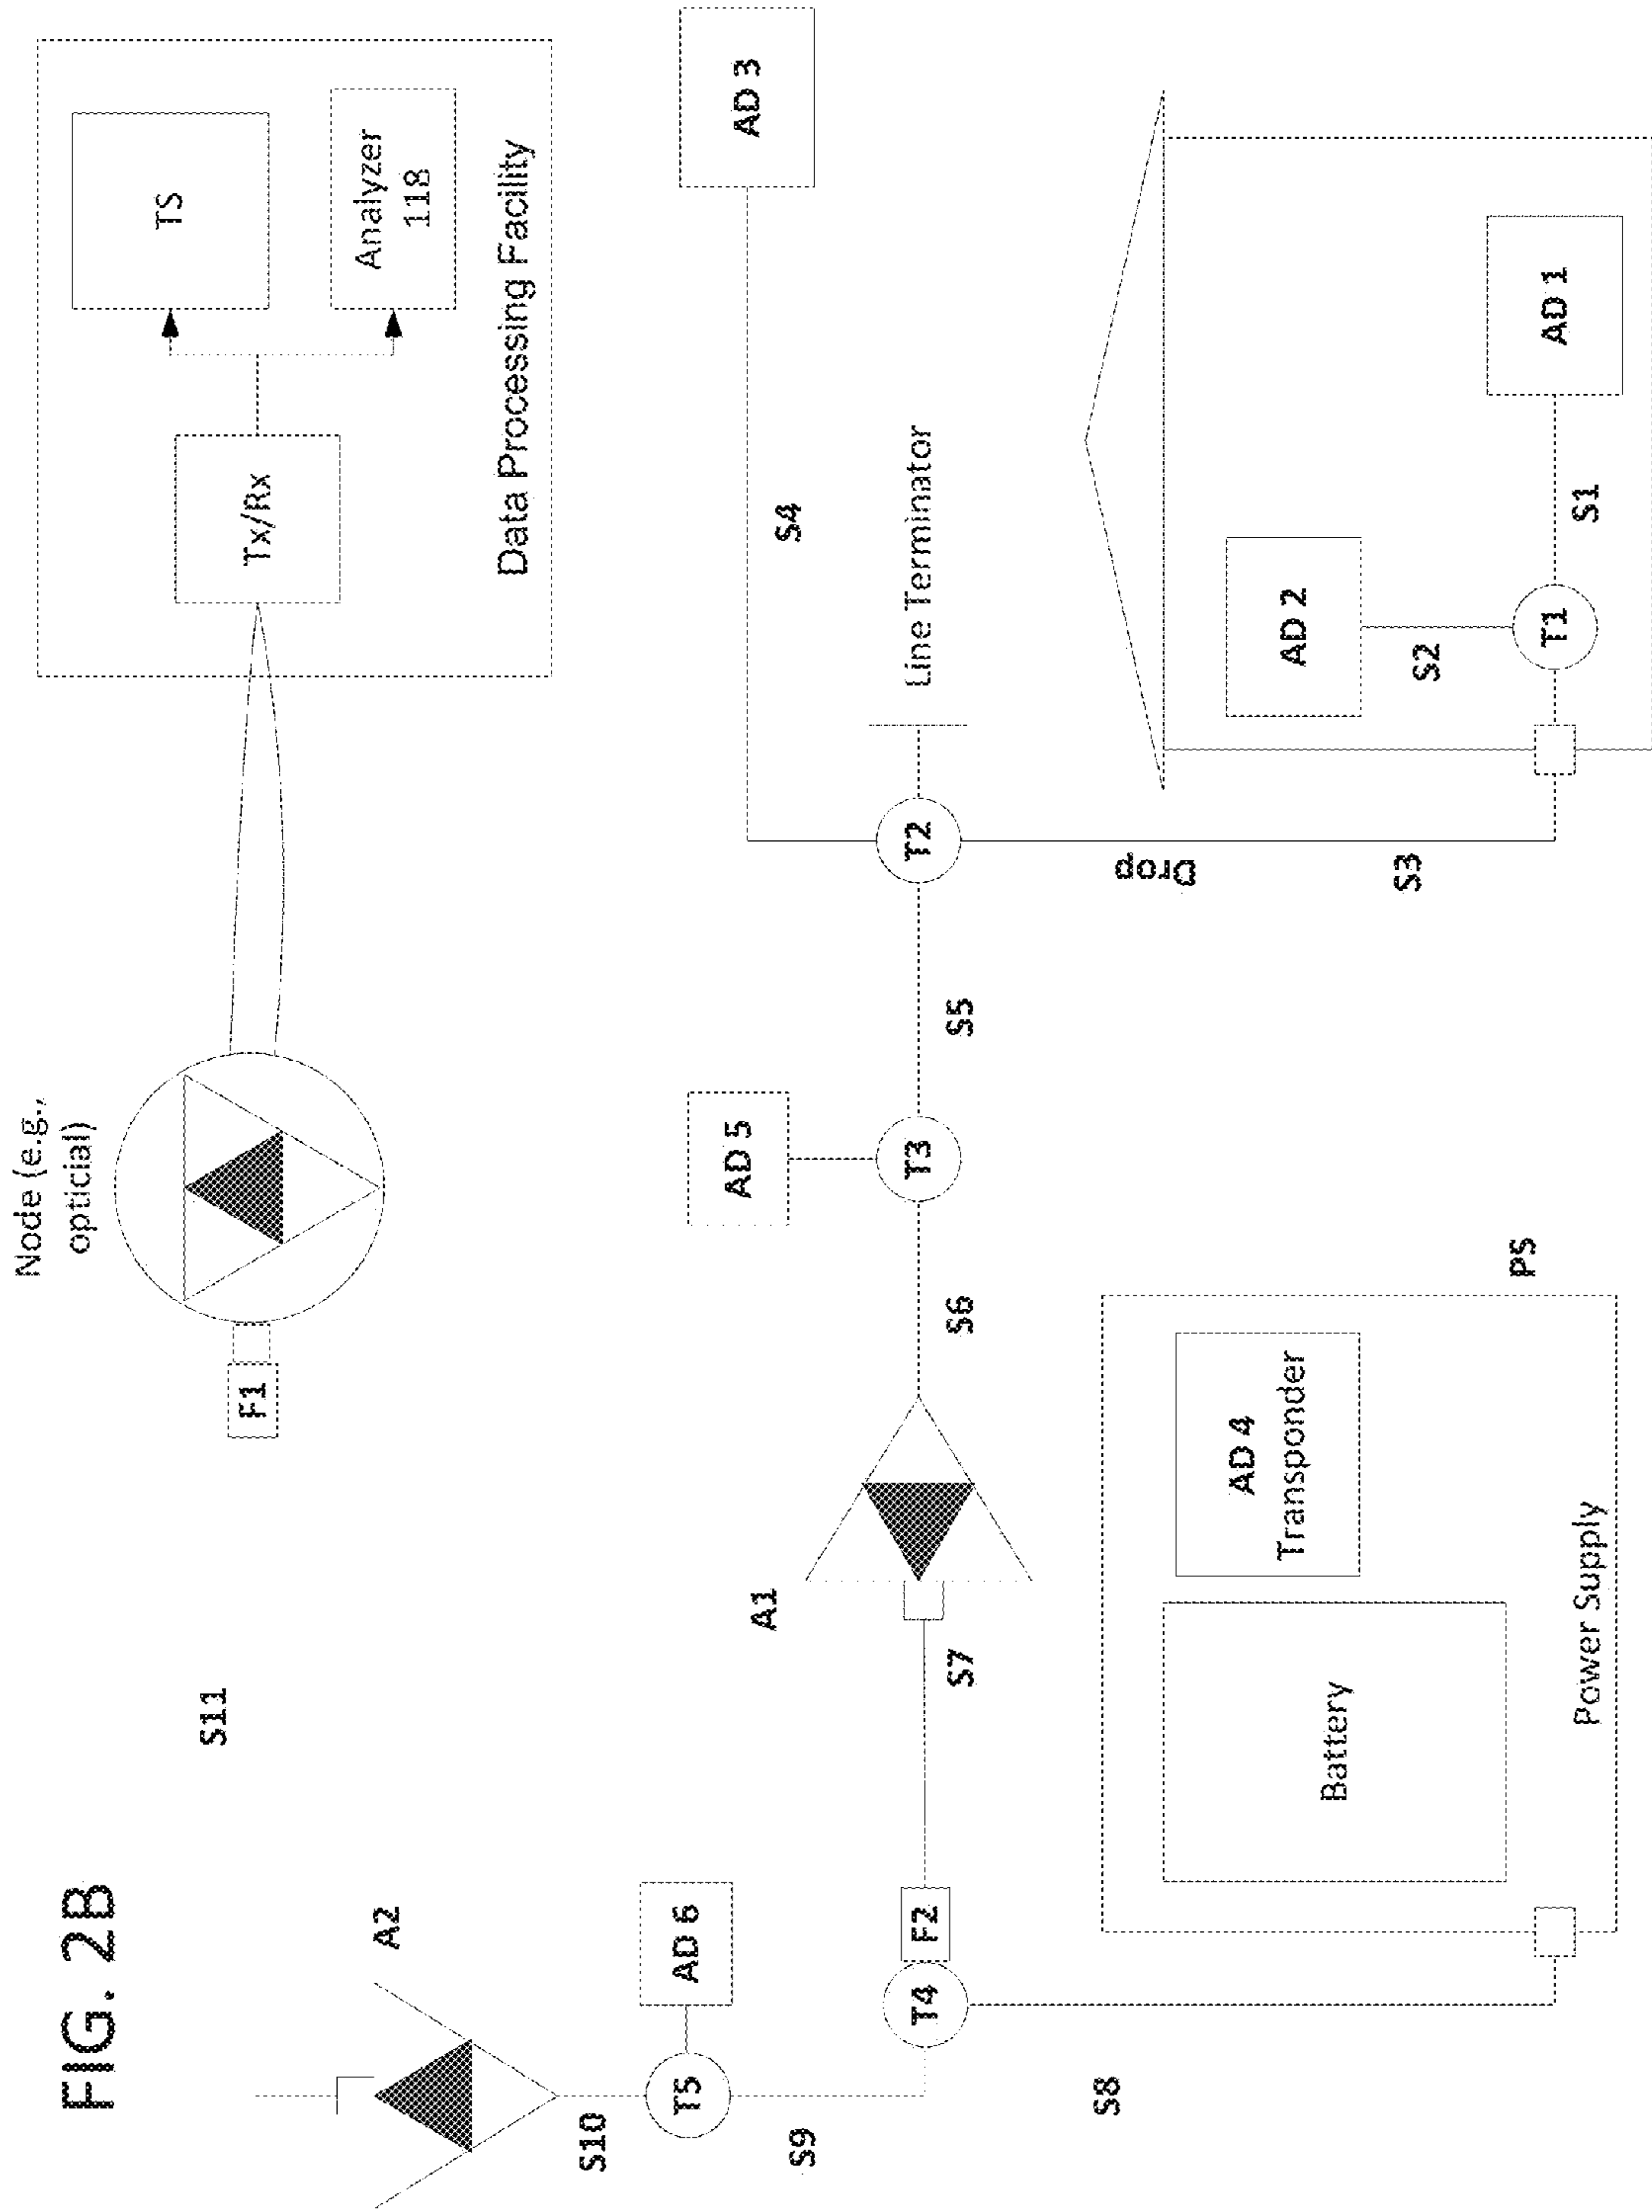 FIG. 2B
Node (e.g.,
opticial)
TS
S11
F1
Tx/Rx
Analyzer
118
A2
Data Processing Facility
S10
T5
AD 6
AD 5
AD 3
A1
S9
S4
T4
F2
T3
T2
Line Terminator
S7
S6
S5
S8
Drop
AD 4
Transponder
AD 2
Battery
S3
S2
PS
T1
AD 1
S1
Power Supply